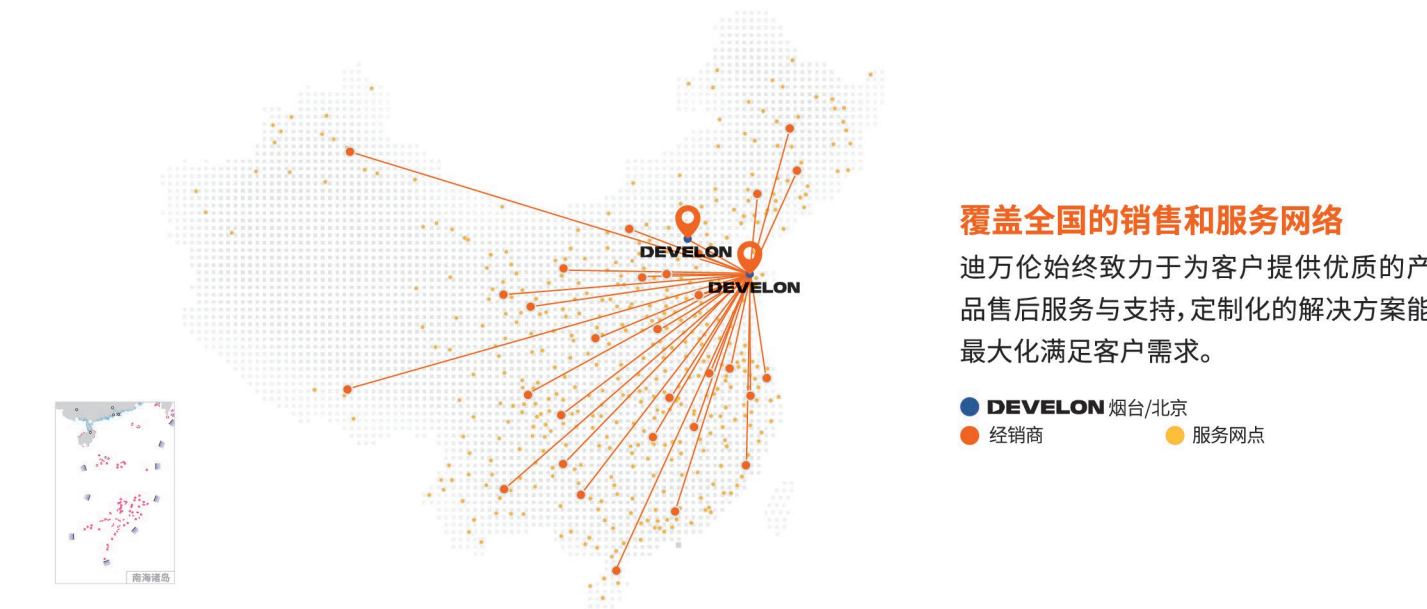 DEVELON
DEVELON
覆盖全国的销售和服务网络
迪万伦始终致力于为客户提供优质的产
品售后服务与支持,定制化的解决方案能
最大化满足客户需求。
DEVELON 烟台/北京
经销商
服务网点
南海诸岛